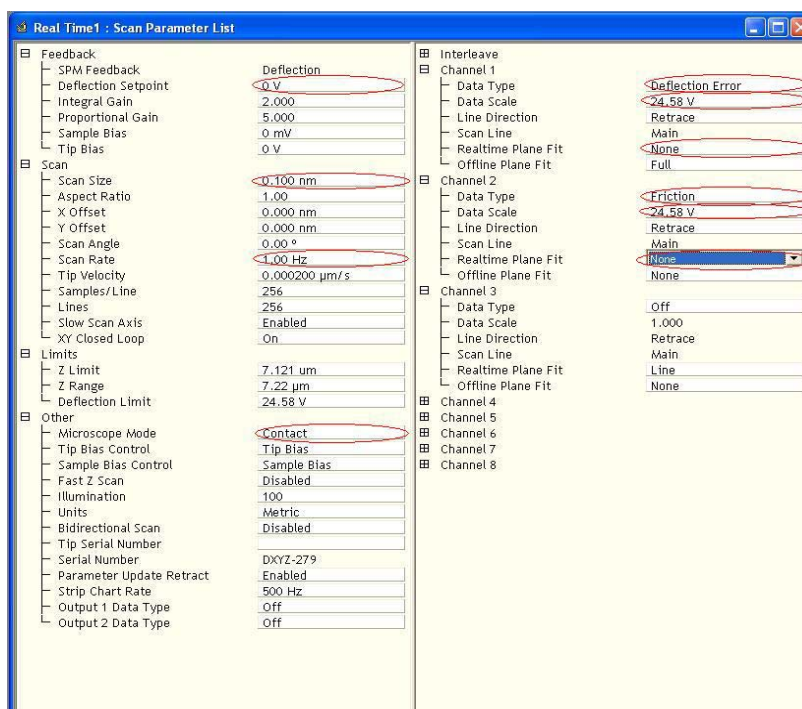 Real Time1 : Scan Parameter List
Feedback
SPM Feedback Deflection
Deflection Setpoint 0 V
Integral Gain 2.000
Proportional Gain 5.000
Sample Bias 0 mV
Tip Bias 0 V
Scan
Scan Size 0.100 nm
Aspect Ratio 1.00
X Offset 0.000 nm
Y Offset 0.000 nm
Scan Angle 0.00 º
Scan Rate 1.00 Hz
Tip Velocity 0.000200 µm/s
Samples/Line 256
Lines 256
Slow Scan Axis Enabled
XY Closed Loop On
Limits
Z Limit 7.121 um
Z Range 7.22 µm
Deflection Limit 24.58 V
Other
Microscope Mode Contact
Tip Bias Control Tip Bias
Sample Bias Control Sample Bias
Fast Z Scan Disabled
Illumination 100
Units Metric
Bidirectional Scan Disabled
Tip Serial Number
Serial Number DXYZ-279
Parameter Update Retract Enabled
Strip Chart Rate 500 Hz
Output 1 Data Type Off
Output 2 Data Type Off
Interleave
Channel 1
Data Type Deflection Error
Data Scale 24.58 V
Line Direction Retrace
Scan Line Main
Realtime Plane Fit None
Offline Plane Fit Full
Channel 2
Data Type Friction
Data Scale 24.58 V
Line Direction Retrace
Scan Line Main
Realtime Plane Fit None
Offline Plane Fit None
Channel 3
Data Type Off
Data Scale 1.000
Line Direction Retrace
Scan Line Main
Realtime Plane Fit Line
Offline Plane Fit None
Channel 4
Channel 5
Channel 6
Channel 7
Channel 8